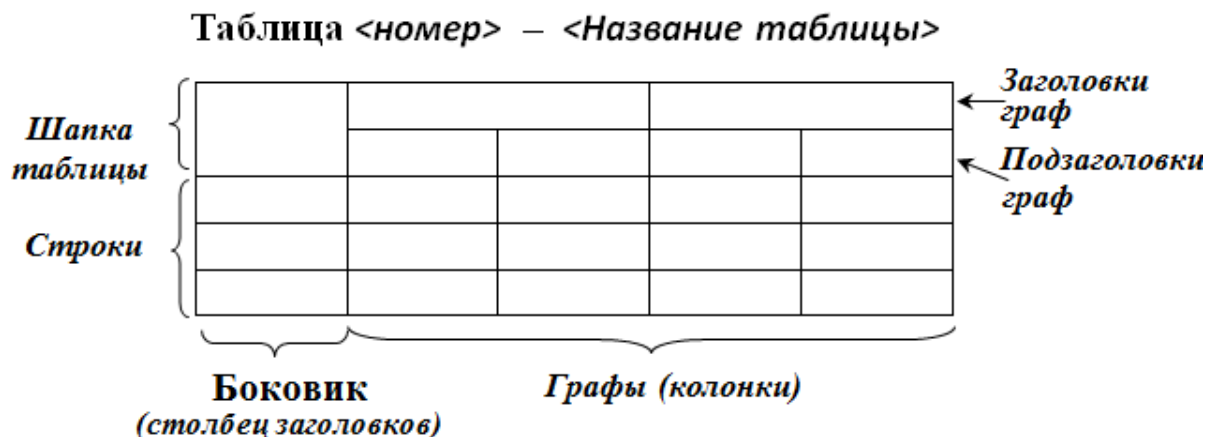 Таблица <номер> – <Название таблицы>
Заголовки
граф
Шапка
таблицы
Подзаголовки
граф
Строки
Боковик
(столбец заголовков)
Графы (колонки)